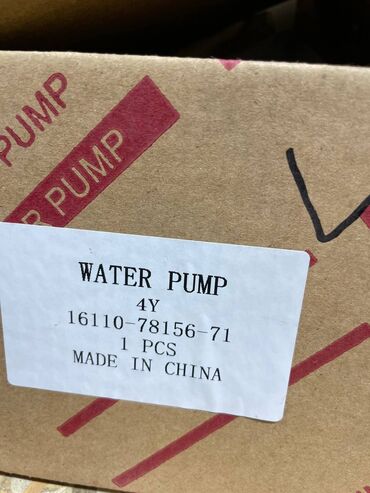 PUMP
R PUMP
WATER PUMP
4Y
16110-78156-71
1 PCS
MADE IN CHINA